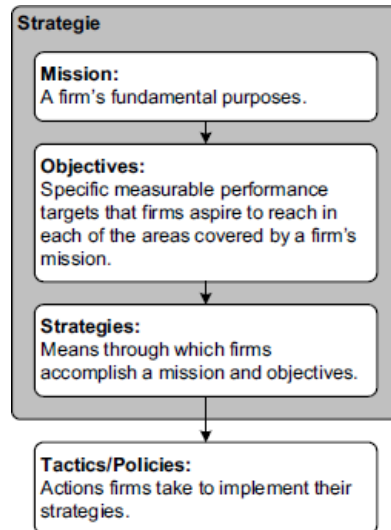 Strategie
Mission:
A firm's fundamental purposes.
Objectives:
Specific measurable performance
targets that firms aspire to reach in
each of the areas covered by a firm's
mission.
Strategies:
Means through which firms
accomplish a mission and objectives.
Tactics/Policies:
Actions firms take to implement their
strategies.